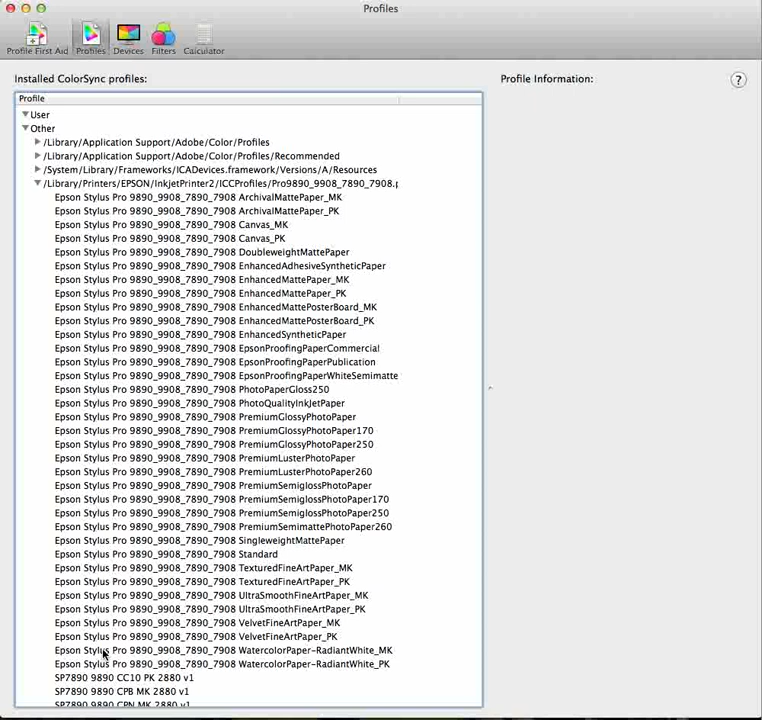 Profiles
Profile First Aid Profiles Devices Filters Calculator
Installed ColorSync profiles:
Profile Information:
?
Profile
User
Other
/Library/Application Support/Adobe/Color/Profiles
/Library/Application Support/Adobe/Color/Profiles/Recommended
/System/Library/Frameworks/ICADevices.framework/Versions/A/Resources
/Library/Printers/EPSON/InkjetPrinter2/ICCProfiles/Pro9890_9908_7890_7908.p
Epson Stylus Pro 9890_9908_7890_7908 ArchivalMattePaper_MK
Epson Stylus Pro 9890_9908_7890_7908 ArchivalMattePaper_PK
Epson Stylus Pro 9890_9908_7890_7908 Canvas_MK
Epson Stylus Pro 9890_9908_7890_7908 Canvas_PK
Epson Stylus Pro 9890_9908_7890_7908 DoubleweightMattePaper
Epson Stylus Pro 9890_9908_7890_7908 EnhancedAdhesiveSyntheticPaper
Epson Stylus Pro 9890_9908_7890_7908 EnhancedMattePaper_MK
Epson Stylus Pro 9890_9908_7890_7908 EnhancedMattePaper_PK
Epson Stylus Pro 9890_9908_7890_7908 EnhancedMattePosterBoard_MK
Epson Stylus Pro 9890_9908_7890_7908 EnhancedMattePosterBoard_PK
Epson Stylus Pro 9890_9908_7890_7908 EnhancedSyntheticPaper
Epson Stylus Pro 9890_9908_7890_7908 EpsonProofingPaperCommercial
Epson Stylus Pro 9890_9908_7890_7908 EpsonProofingPaperPublication
Epson Stylus Pro 9890_9908_7890_7908 EpsonProofingPaperWhiteSemimatte
Epson Stylus Pro 9890_9908_7890_7908 PhotoPaperGloss250
Epson Stylus Pro 9890_9908_7890_7908 PhotoQualityInkJetPaper
Epson Stylus Pro 9890_9908_7890_7908 PremiumGlossyPhotoPaper
Epson Stylus Pro 9890_9908_7890_7908 PremiumGlossyPhotoPaper170
Epson Stylus Pro 9890_9908_7890_7908 PremiumGlossyPhotoPaper250
Epson Stylus Pro 9890_9908_7890_7908 PremiumLusterPhotoPaper
Epson Stylus Pro 9890_9908_7890_7908 PremiumLusterPhotoPaper260
Epson Stylus Pro 9890_9908_7890_7908 PremiumSemiglossPhotoPaper
Epson Stylus Pro 9890_9908_7890_7908 PremiumSemiglossPhotoPaper170
Epson Stylus Pro 9890_9908_7890_7908 PremiumSemiglossPhotoPaper250
Epson Stylus Pro 9890_9908_7890_7908 PremiumSemimattePhotoPaper260
Epson Stylus Pro 9890_9908_7890_7908 SingleweightMattePaper
Epson Stylus Pro 9890_9908_7890_7908 Standard
Epson Stylus Pro 9890_9908_7890_7908 TexturedFineArtPaper_MK
Epson Stylus Pro 9890_9908_7890_7908 TexturedFineArtPaper_PK
Epson Stylus Pro 9890_9908_7890_7908 UltraSmoothFineArtPaper_MK
Epson Stylus Pro 9890_9908_7890_7908 UltraSmoothFineArtPaper_PK
Epson Stylus Pro 9890_9908_7890_7908 VelvetFineArtPaper_MK
Epson Stylus Pro 9890_9908_7890_7908 VelvetFineArtPaper_PK
Epson Stylus Pro 9890_9908_7890_7908 WatercolorPaper-RadiantWhite_MK
Epson Stylus Pro 9890_9908_7890_7908 WatercolorPaper-RadiantWhite_PK
SP7890 9890 CC10 PK 2880 v1
SP7890 9890 CPB MK 2880 v1
SP7890 9890 CPN MK 2880 v1